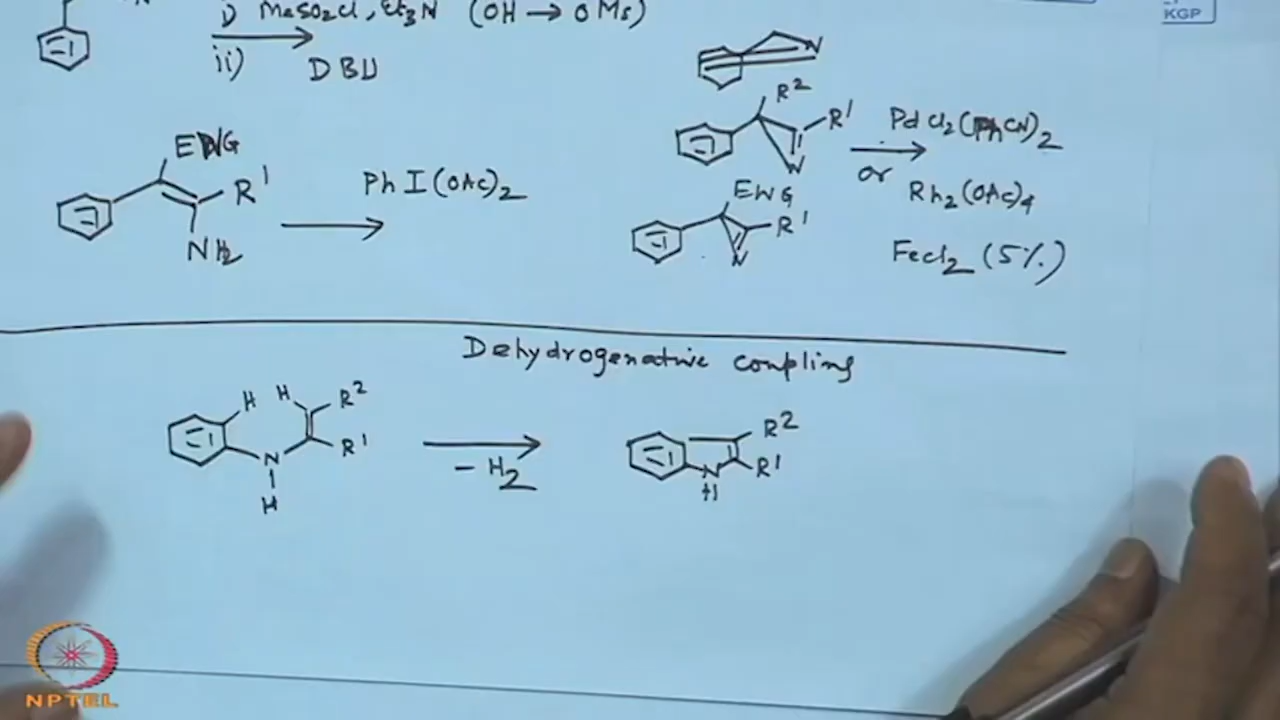 i) MeSO2Cl, Et3N (OH → OMs)
ii) DBU
N
R2
R1
N
PdCl2(PhCN)2
or
Rh2(OAc)4
FeCl2 (5%)
EWG
R1
NH2
PhI(OAc)2
EWG
R1
N
Dehydrogenative coupling
H H R2
R1
N
H
- H2
R2
R1
N
H
KGP
NPTEL